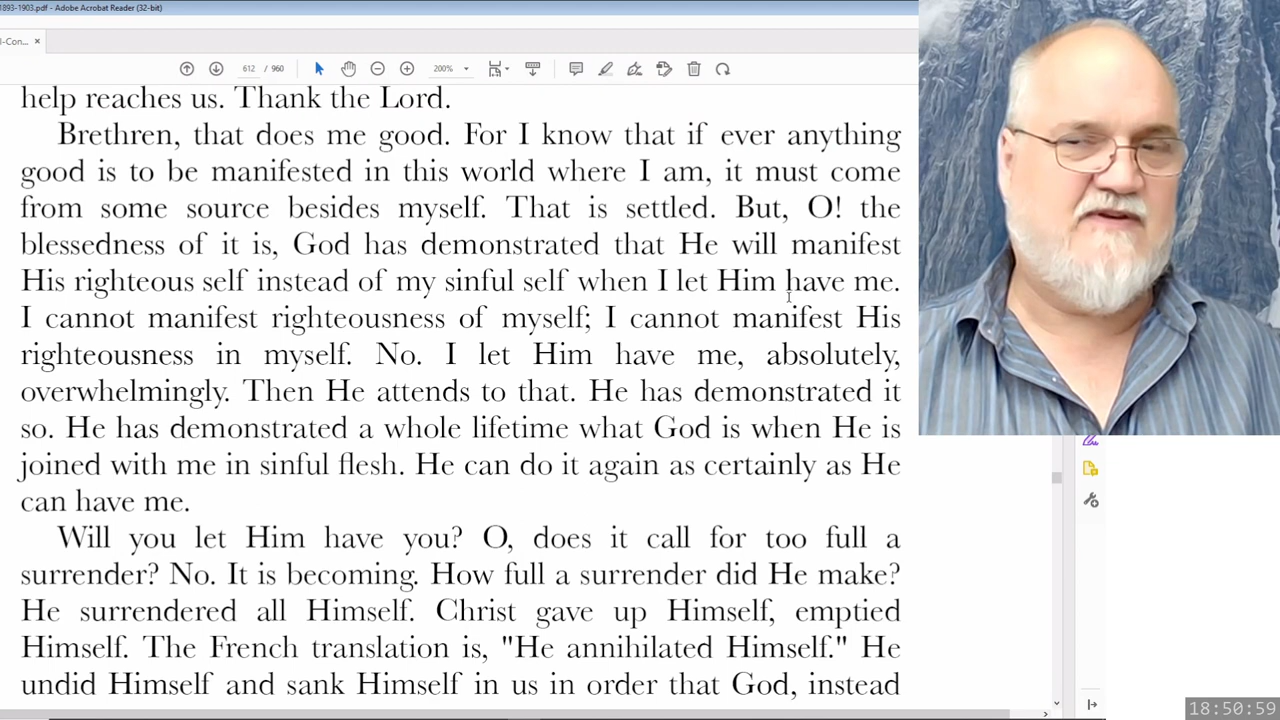 1893-1903.pdf - Adobe Acrobat Reader (32-bit)
l-Con... ×
612 / 960 200%
help reaches us. Thank the Lord.
Brethren, that does me good. For I know that if ever anything
good is to be manifested in this world where I am, it must come
from some source besides myself. That is settled. But, O! the
blessedness of it is, God has demonstrated that He will manifest
His righteous self instead of my sinful self when I let Him have me.
I cannot manifest righteousness of myself; I cannot manifest His
righteousness in myself. No. I let Him have me, absolutely,
overwhelmingly. Then He attends to that. He has demonstrated it
so. He has demonstrated a whole lifetime what God is when He is
joined with me in sinful flesh. He can do it again as certainly as He
can have me.
Will you let Him have you? O, does it call for too full a
surrender? No. It is becoming. How full a surrender did He make?
He surrendered all Himself. Christ gave up Himself, emptied
Himself. The French translation is, "He annihilated Himself." He
undid Himself and sank Himself in us in order that God, instead
18:50:59